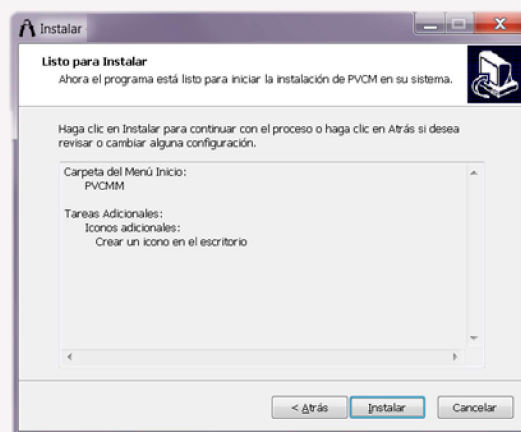 Instalar
Listo para Instalar
Ahora el programa está listo para iniciar la instalación de PVCM en su sistema.
Haga clic en Instalar para continuar con el proceso o haga clic en Atrás si desea
revisar o cambiar alguna configuración.
Carpeta del Menú Inicio:
PVCMM
Tareas Adicionales:
Iconos adicionales:
Crear un icono en el escritorio
< Atrás
Instalar
Cancelar